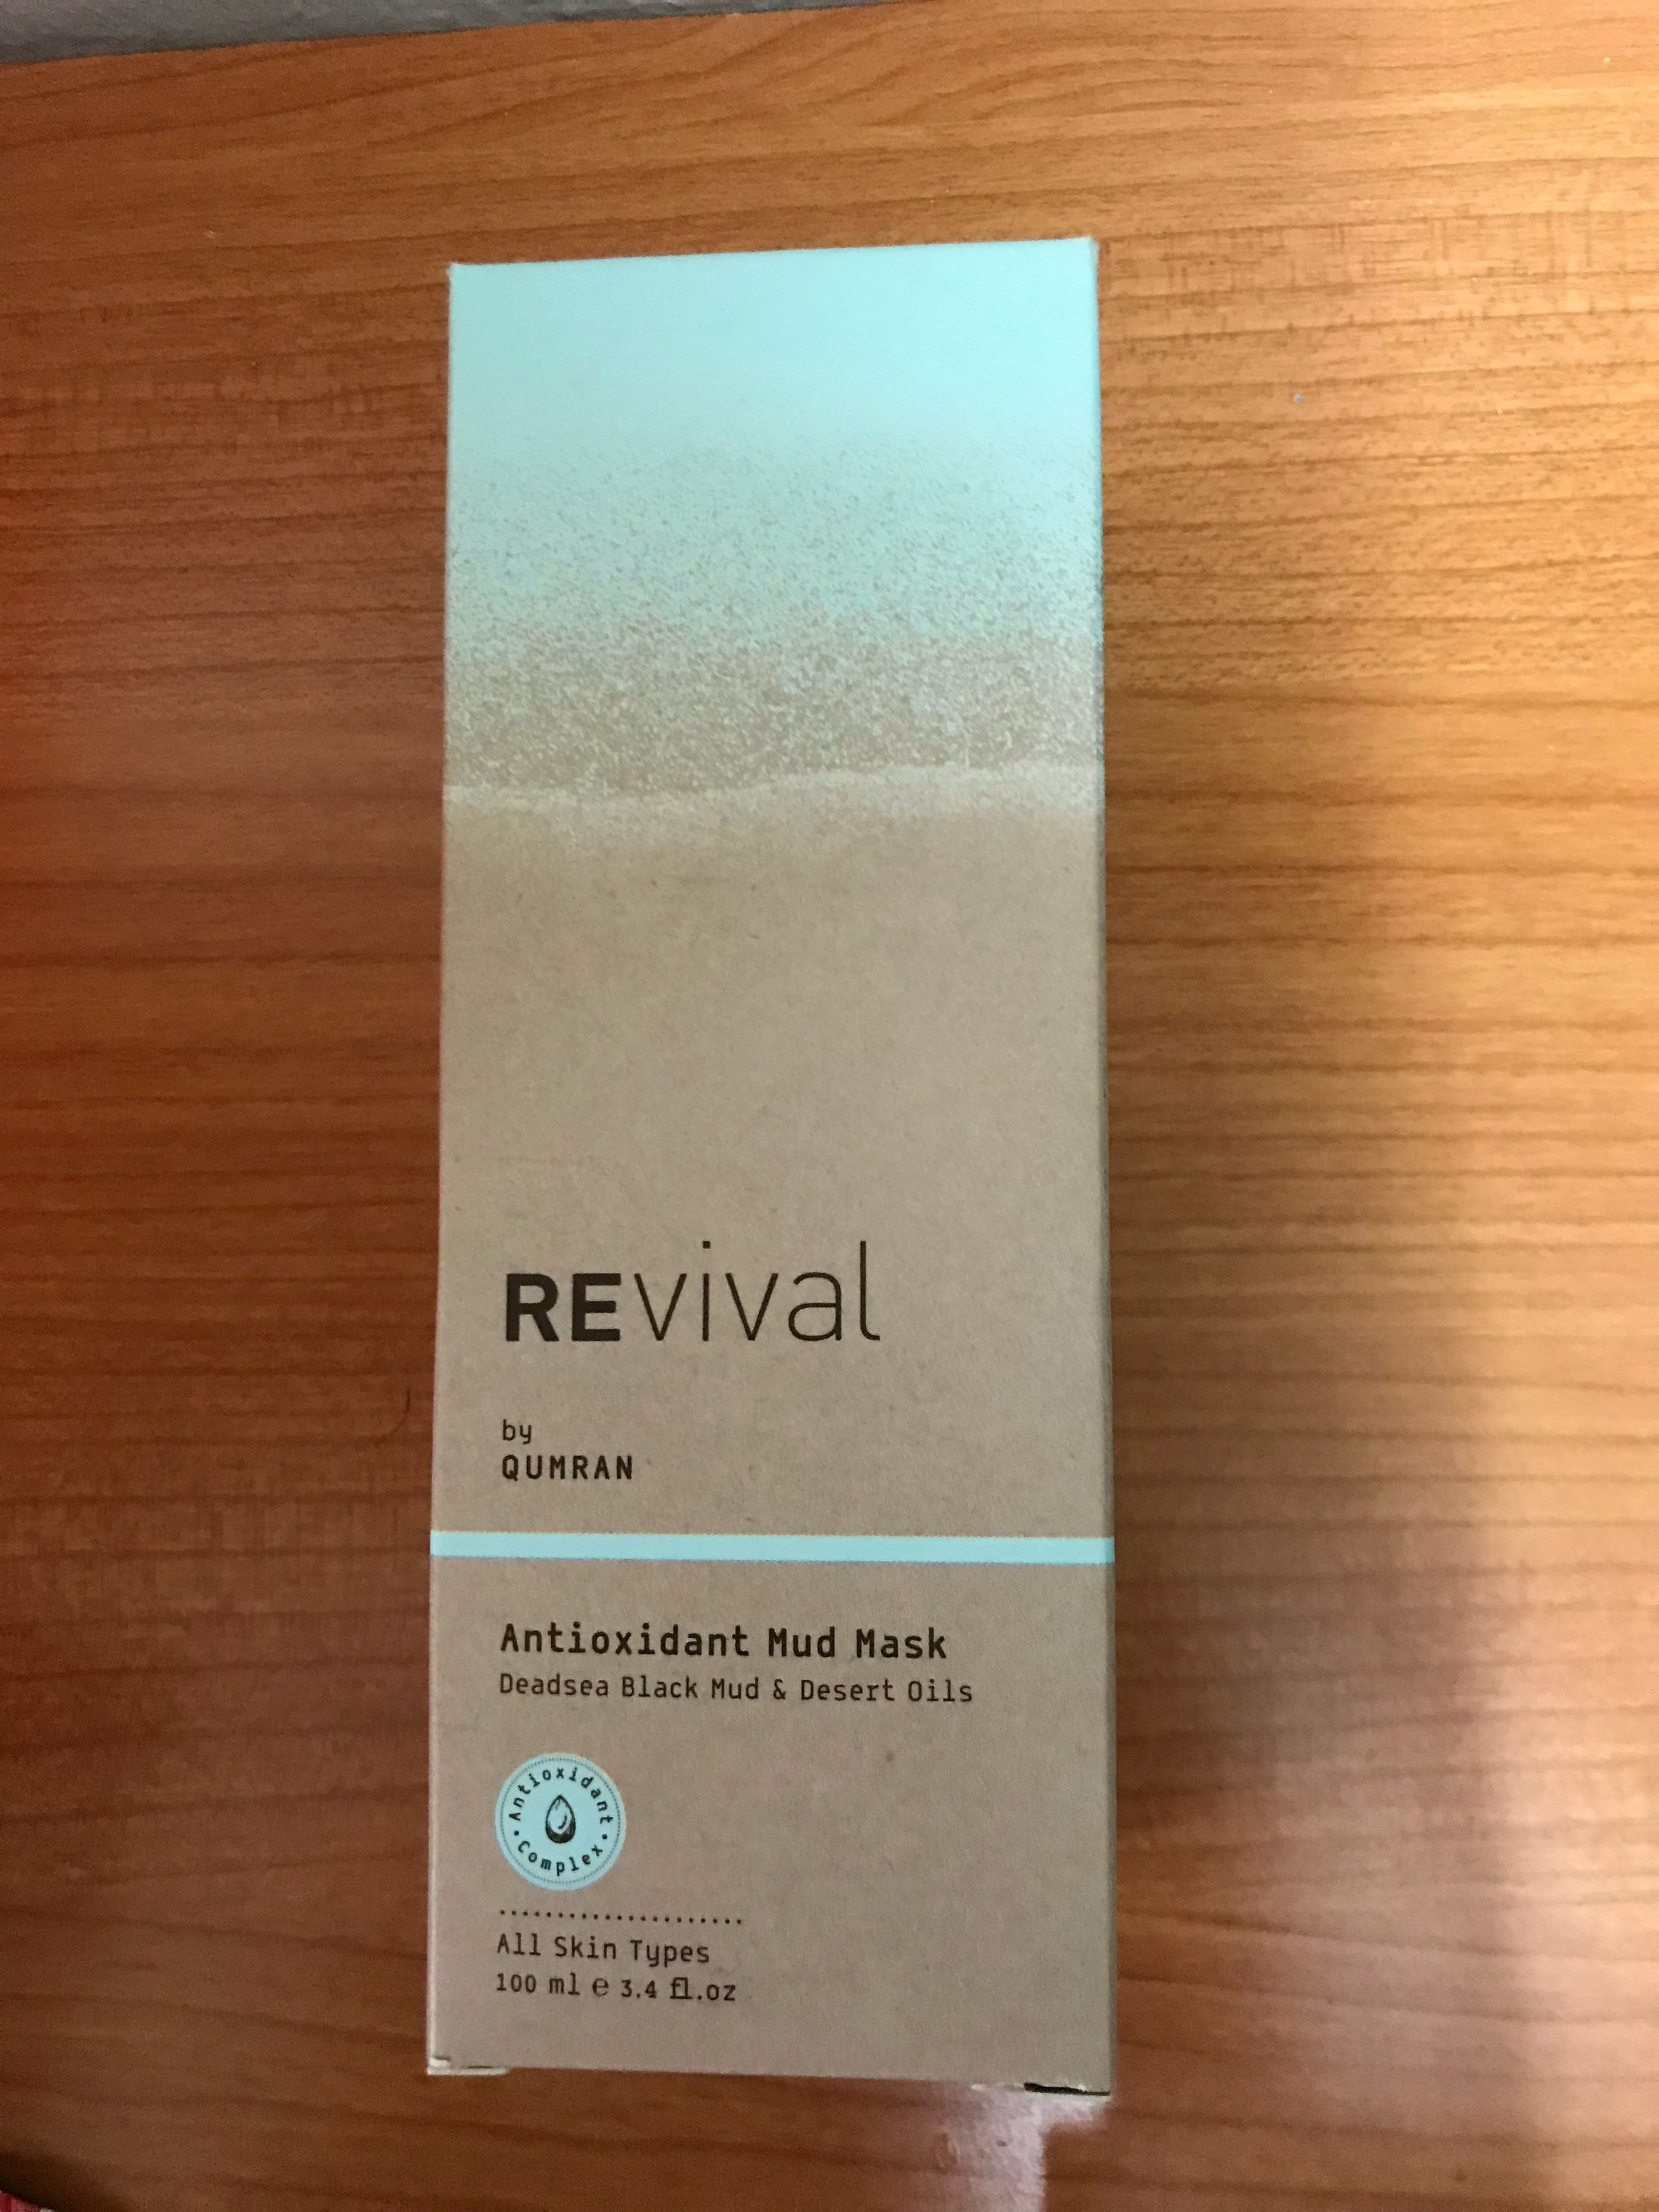 REvival
by
QUMRAN
Antioxidant Mud Mask
Deadsea Black Mud & Desert Oils
• Antioxidant •
Complex
All Skin Types
100 ml ℮ 3.4 fl.oz